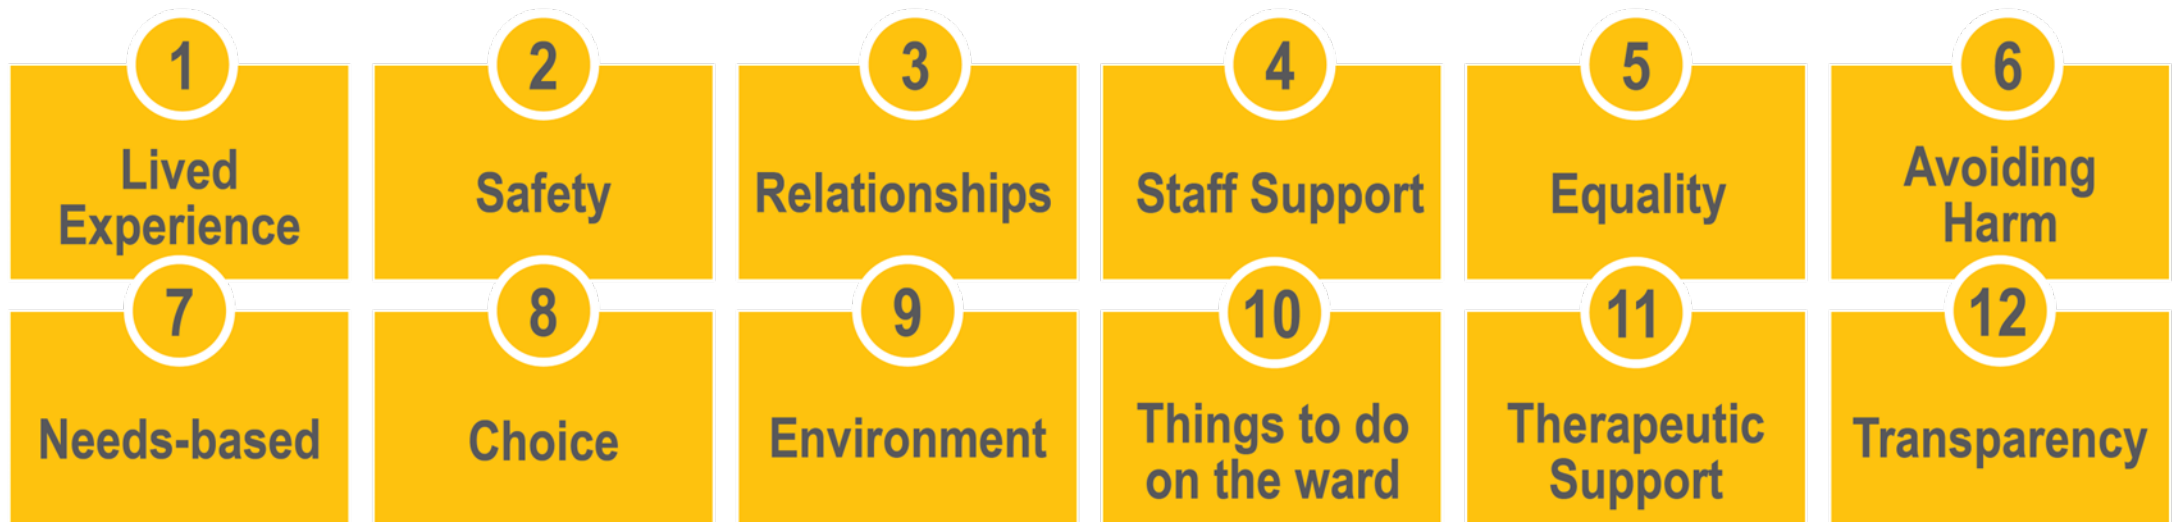 1
Lived
Experience
2
Safety
3
Relationships
4
Staff Support
5
Equality
6
Avoiding
Harm
7
Needs-based
8
Choice
9
Environment
10
Things to do
on the ward
11
Therapeutic
Support
12
Transparency